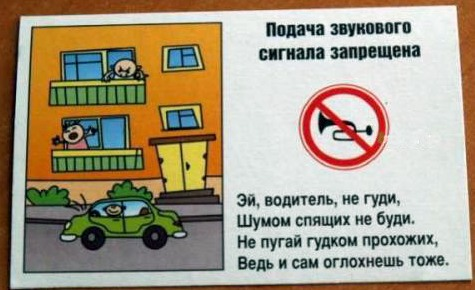 Подача звукового
сигнала запрещена
Эй, водитель, не гуди,
Шумом спящих не буди.
Не пугай гудком прохожих,
Ведь и сам оглохнешь тоже.